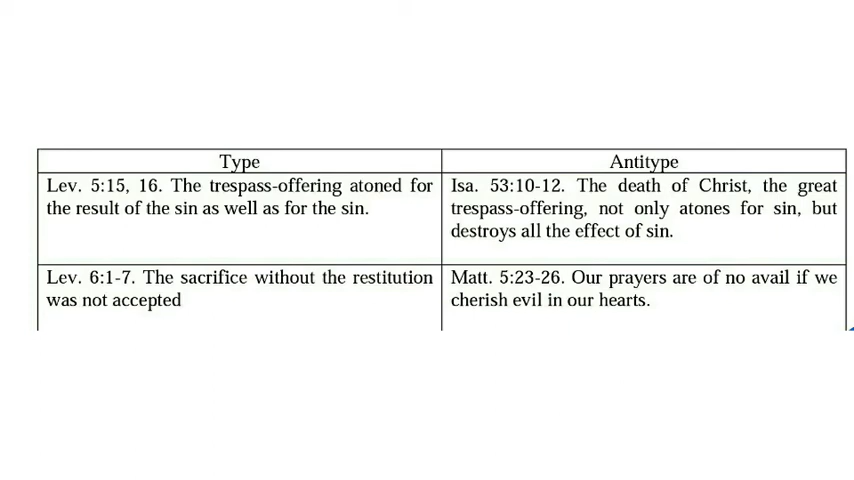 Type
Antitype
Lev. 5:15, 16. The trespass-offering atoned for
the result of the sin as well as for the sin.
Isa. 53:10-12. The death of Christ, the great
trespass-offering, not only atones for sin, but
destroys all the effect of sin.
Lev. 6:1-7. The sacrifice without the restitution
was not accepted
Matt. 5:23-26. Our prayers are of no avail if we
cherish evil in our hearts.